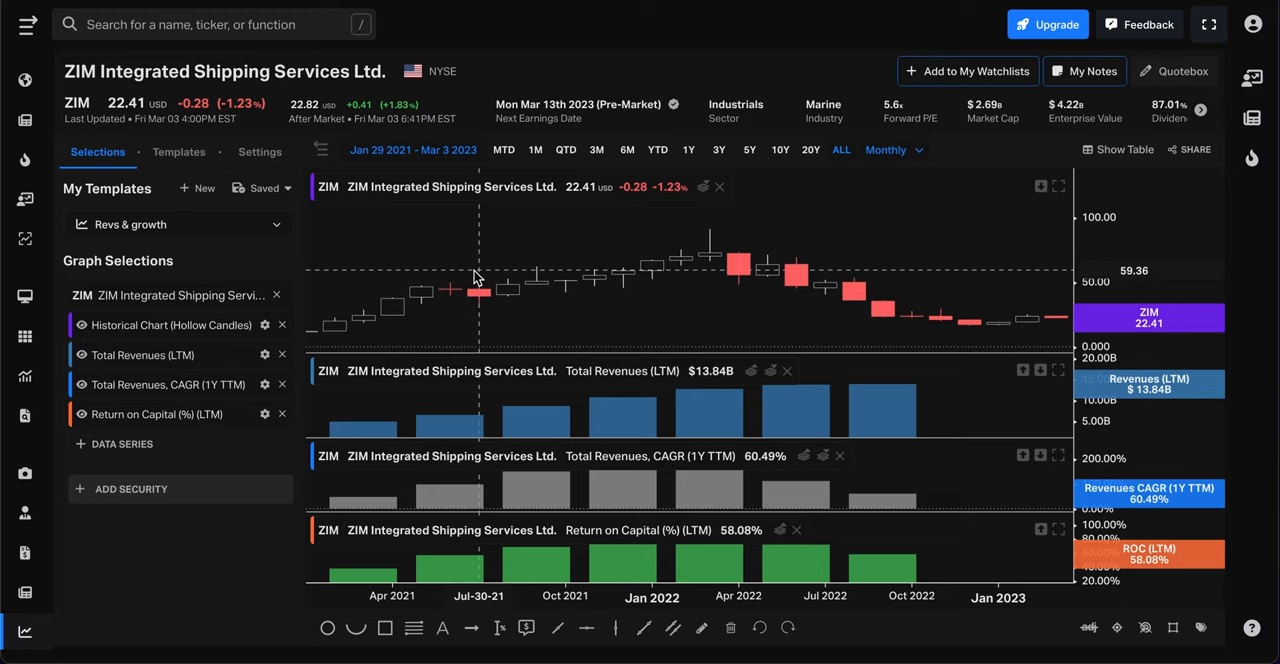 Search for a name, ticker, or function /
Upgrade
Feedback
ZIM Integrated Shipping Services Ltd. NYSE
+ Add to My Watchlists
My Notes
Quotebox
ZIM 22.41 USD -0.28 (-1.23%)
Last Updated • Fri Mar 03 4:00PM EST
22.82 USD +0.41 (+1.83%)
After Market • Fri Mar 03 6:41PM EST
Mon Mar 13th 2023 (Pre-Market)
Next Earnings Date
Industrials
Sector
Marine
Industry
5.6x
Forward P/E
$ 2.69B
Market Cap
$ 4.22B
Enterprise Value
87.01%
Dividen
Selections • Templates • Settings
Jan 29 2021 - Mar 3 2023 MTD 1M QTD 3M 6M YTD 1Y 3Y 5Y 10Y 20Y ALL Monthly
Show Table
SHARE
My Templates + New Saved
Revs & growth
Graph Selections
ZIM ZIM Integrated Shipping Servi... ×
Historical Chart (Hollow Candles)
Total Revenues (LTM)
Total Revenues, CAGR (1Y TTM)
Return on Capital (%) (LTM)
+ DATA SERIES
+ ADD SECURITY
ZIM ZIM Integrated Shipping Services Ltd. 22.41 USD -0.28 -1.23%
100.00
59.36
50.00
ZIM
22.41
0.000
ZIM ZIM Integrated Shipping Services Ltd. Total Revenues (LTM) $13.84B
20.00B
Revenues (LTM)
$ 13.84B
10.00B
5.00B
ZIM ZIM Integrated Shipping Services Ltd. Total Revenues, CAGR (1Y TTM) 60.49%
200.00%
Revenues CAGR (1Y TTM)
60.49%
0.00%
ZIM ZIM Integrated Shipping Services Ltd. Return on Capital (%) (LTM) 58.08%
100.00%
80.00%
ROC (LTM)
58.08%
20.00%
Apr 2021 Jul-30-21 Oct 2021 Jan 2022 Apr 2022 Jul 2022 Oct 2022 Jan 2023
A
adj
?